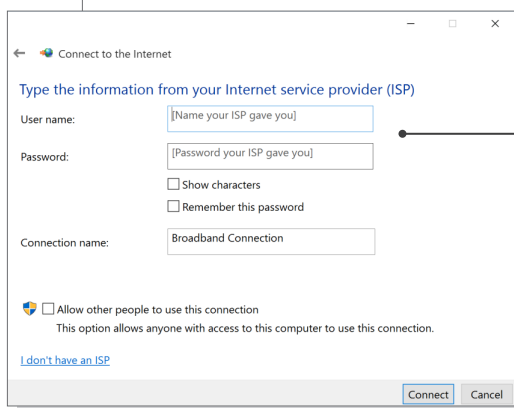 Connect to the Internet
Type the information from your Internet service provider (ISP)
User name:
[Name your ISP gave you]
Password:
[Password your ISP gave you]
Show characters
Remember this password
Connection name:
Broadband Connection
Allow other people to use this connection
This option allows anyone with access to this computer to use this connection.
I don't have an ISP
Connect
Cancel